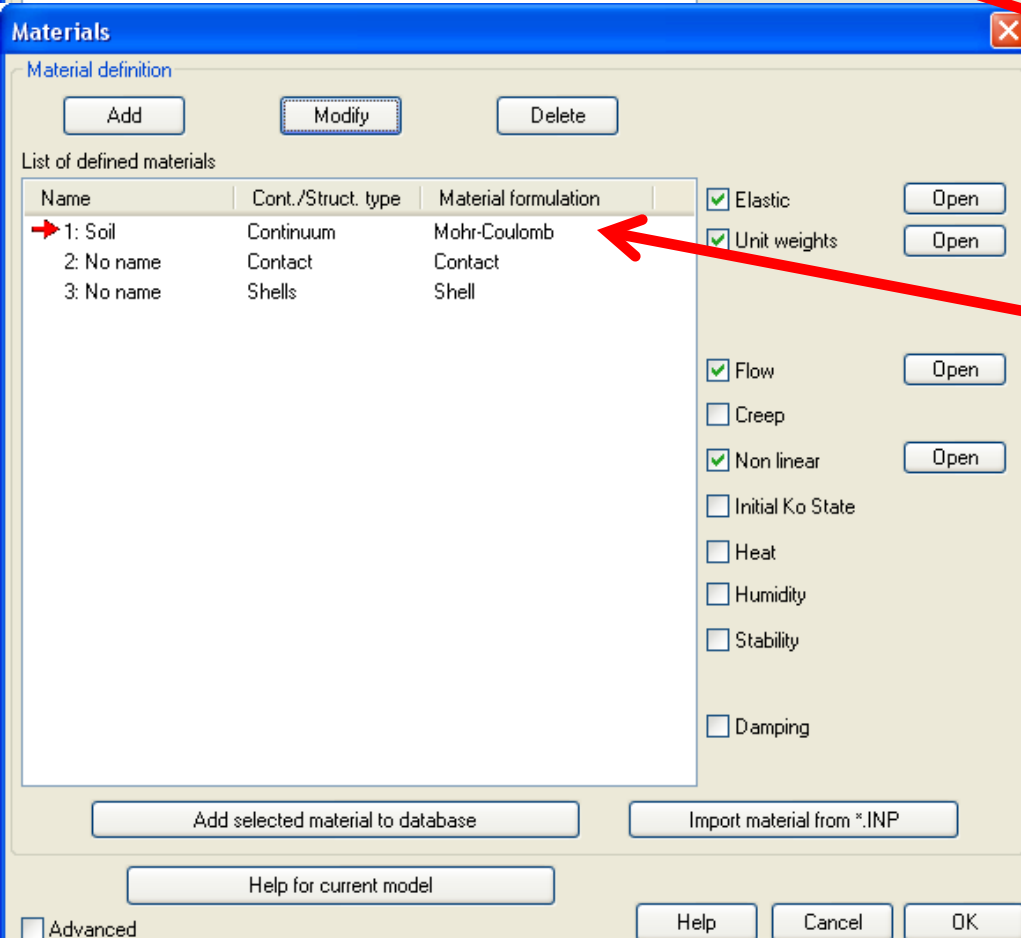 Materials
Material definition
Add Modify Delete
List of defined materials
Name Cont./Struct. type Material formulation
1: Soil Continuum Mohr-Coulomb
2: No name Contact Contact
3: No name Shells Shell
Elastic Open
Unit weights Open
Flow Open
Creep
Non linear Open
Initial Ko State
Heat
Humidity
Stability
Damping
Add selected material to database Import material from *.INP
Help for current model
Advanced Help Cancel OK